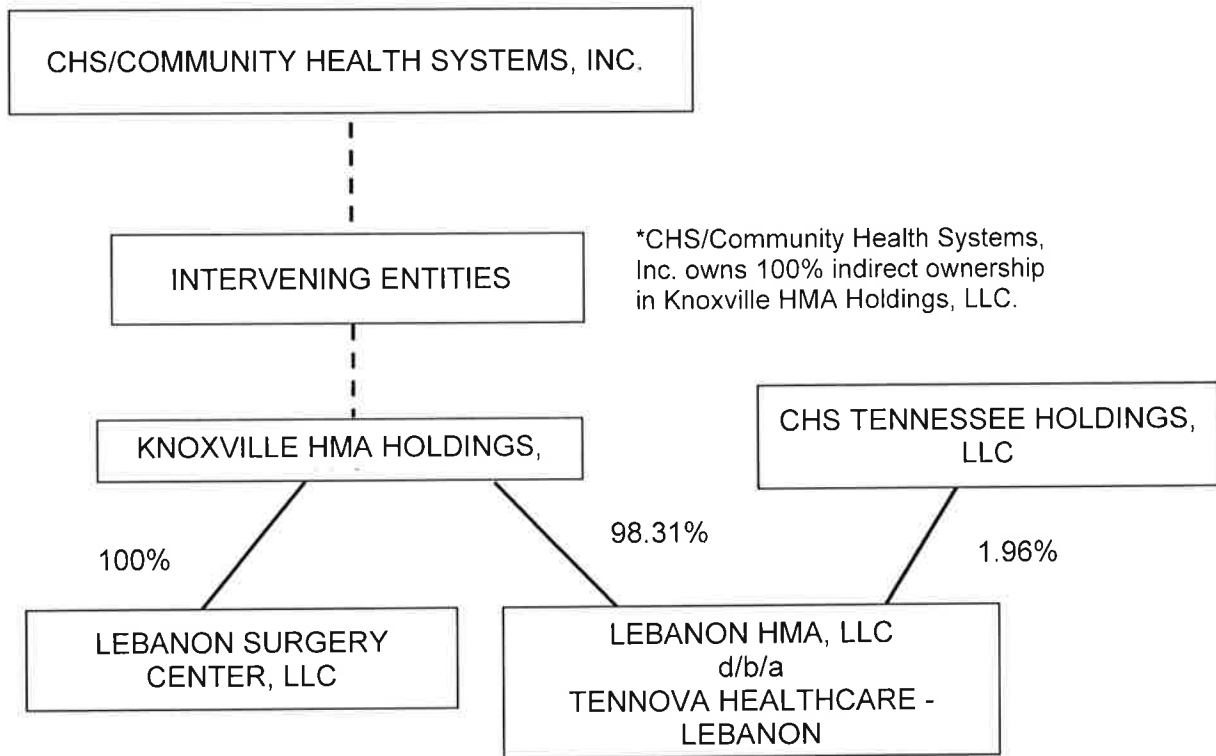 CHS/COMMUNITY HEALTH SYSTEMS, INC.
INTERVENING ENTITIES
*CHS/Community Health Systems,
Inc. owns 100% indirect ownership
in Knoxville HMA Holdings, LLC.
KNOXVILLE HMA HOLDINGS,
CHS TENNESSEE HOLDINGS,
LLC
100%
98.31%
1.96%
LEBANON SURGERY
CENTER, LLC
LEBANON HMA, LLC
d/b/a
TENNOVA HEALTHCARE -
LEBANON